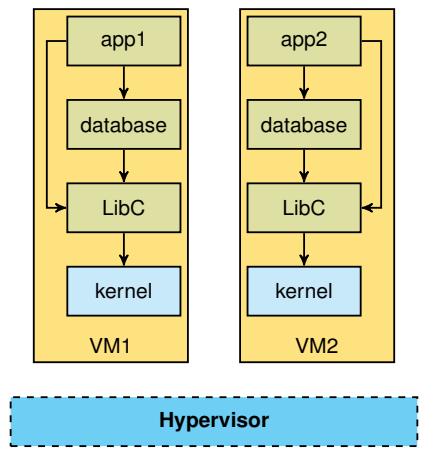 app1
database
LibC
kernel
VM1
app2
database
LibC
kernel
VM2
Hypervisor